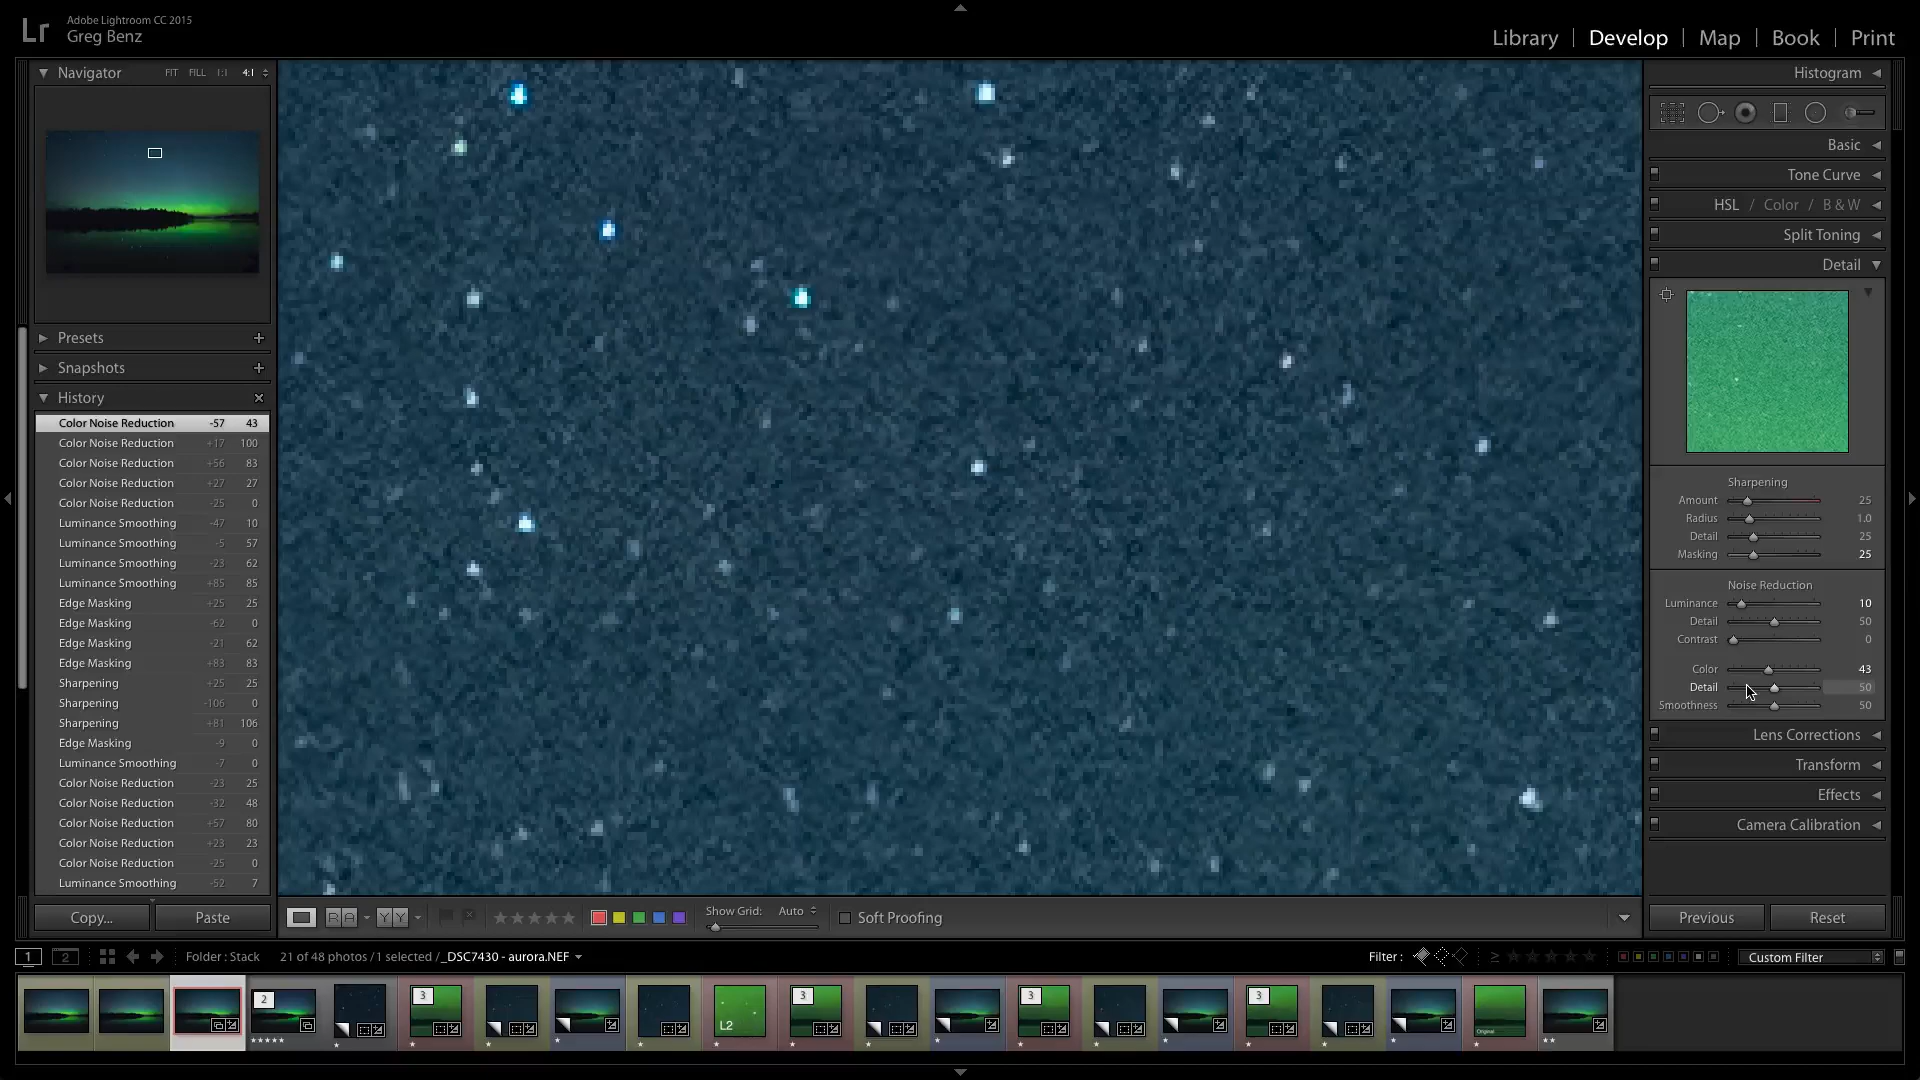 Lr Adobe Lightroom CC 2015
Greg Benz
Library | Develop | Map | Book | Print
Navigator FIT FILL 1:1 4:1
Presets
Snapshots
History
Color Noise Reduction -57 43
Color Noise Reduction +17 100
Color Noise Reduction +56 83
Color Noise Reduction +27 27
Color Noise Reduction -25 0
Luminance Smoothing -47 10
Luminance Smoothing -5 57
Luminance Smoothing -23 62
Luminance Smoothing +85 85
Edge Masking +25 25
Edge Masking -62 0
Edge Masking -21 62
Edge Masking +83 83
Sharpening +25 25
Sharpening -106 0
Sharpening +81 106
Edge Masking -9 0
Luminance Smoothing -7 0
Color Noise Reduction -23 25
Color Noise Reduction -32 48
Color Noise Reduction +57 80
Color Noise Reduction +23 23
Color Noise Reduction -25 0
Luminance Smoothing -52 7
Copy... Paste
R A Y Y
Show Grid: Auto
Soft Proofing
Histogram
Basic
Tone Curve
HSL / Color / B & W
Split Toning
Detail
Sharpening
Amount 25
Radius 1.0
Detail 25
Masking 25
Noise Reduction
Luminance 10
Detail 50
Contrast 0
Color 43
Detail 50
Smoothness 50
Lens Corrections
Transform
Effects
Camera Calibration
Previous Reset
1 2 Folder : Stack 21 of 48 photos / 1 selected / _DSC7430 - aurora.NEF Filter : Custom Filter
2 3 L2 3 3 3 Original